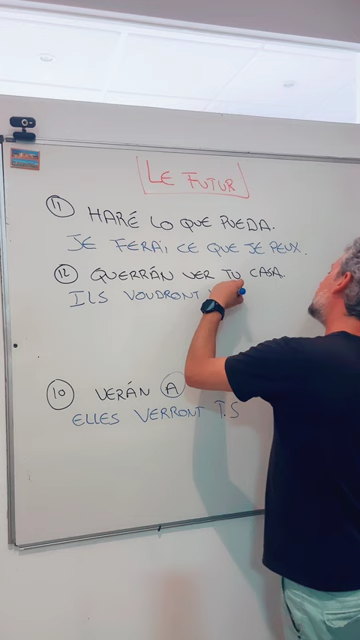 LE FUTUR
11 HARÉ LO QUE PUEDA.
JE FERAI CE QUE JE PEUX.
12 QUERRÁN VER TU CASA
ILS VOUDRONT
10 VERÁN A
ELLES VERRONT T.S